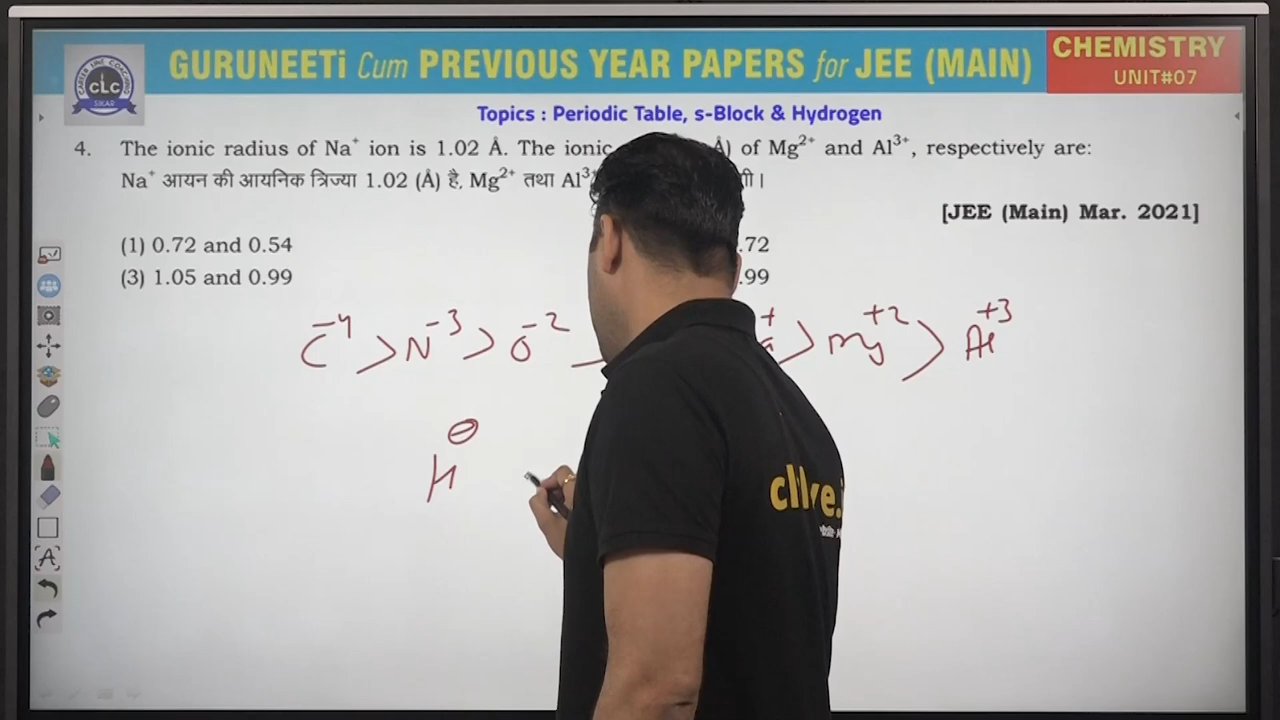 GURUNEETi Cum PREVIOUS YEAR PAPERS for JEE (MAIN)
CHEMISTRY
UNIT#07
CAREER LINE COACHING
CLC
SIKAR
Topics : Periodic Table, s-Block & Hydrogen
4. The ionic radius of Na⁺ ion is 1.02 Å. The ionic Å) of Mg²⁺ and Al³⁺, respectively are:
Na⁺ आयन की आयनिक त्रिज्या 1.02 (Å) है, Mg²⁺ तथा Al³
[JEE (Main) Mar. 2021]
(1) 0.72 and 0.54 .72
(3) 1.05 and 0.99 .99
C⁻⁴ > N⁻³ > O⁻² > Mg⁺² > Al⁺³
H⊖